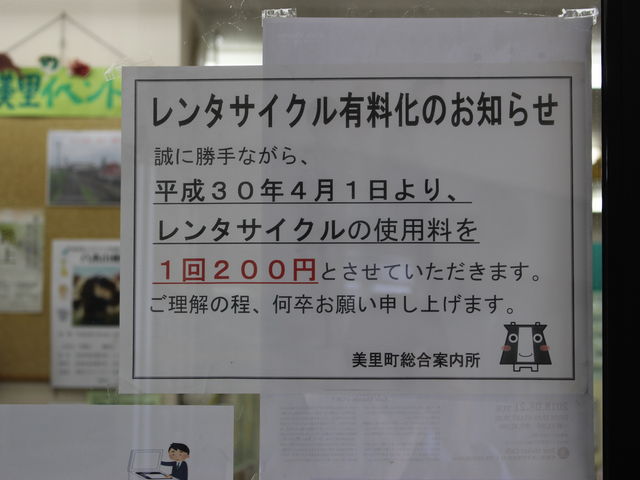 美里イベント
レンタサイクル有料化のお知らせ
誠に勝手ながら、
平成３０年４月１日より、
レンタサイクルの使用料を
１回２００円とさせていただきます。
ご理解の程、何卒お願い申し上げます。
美里町総合案内所